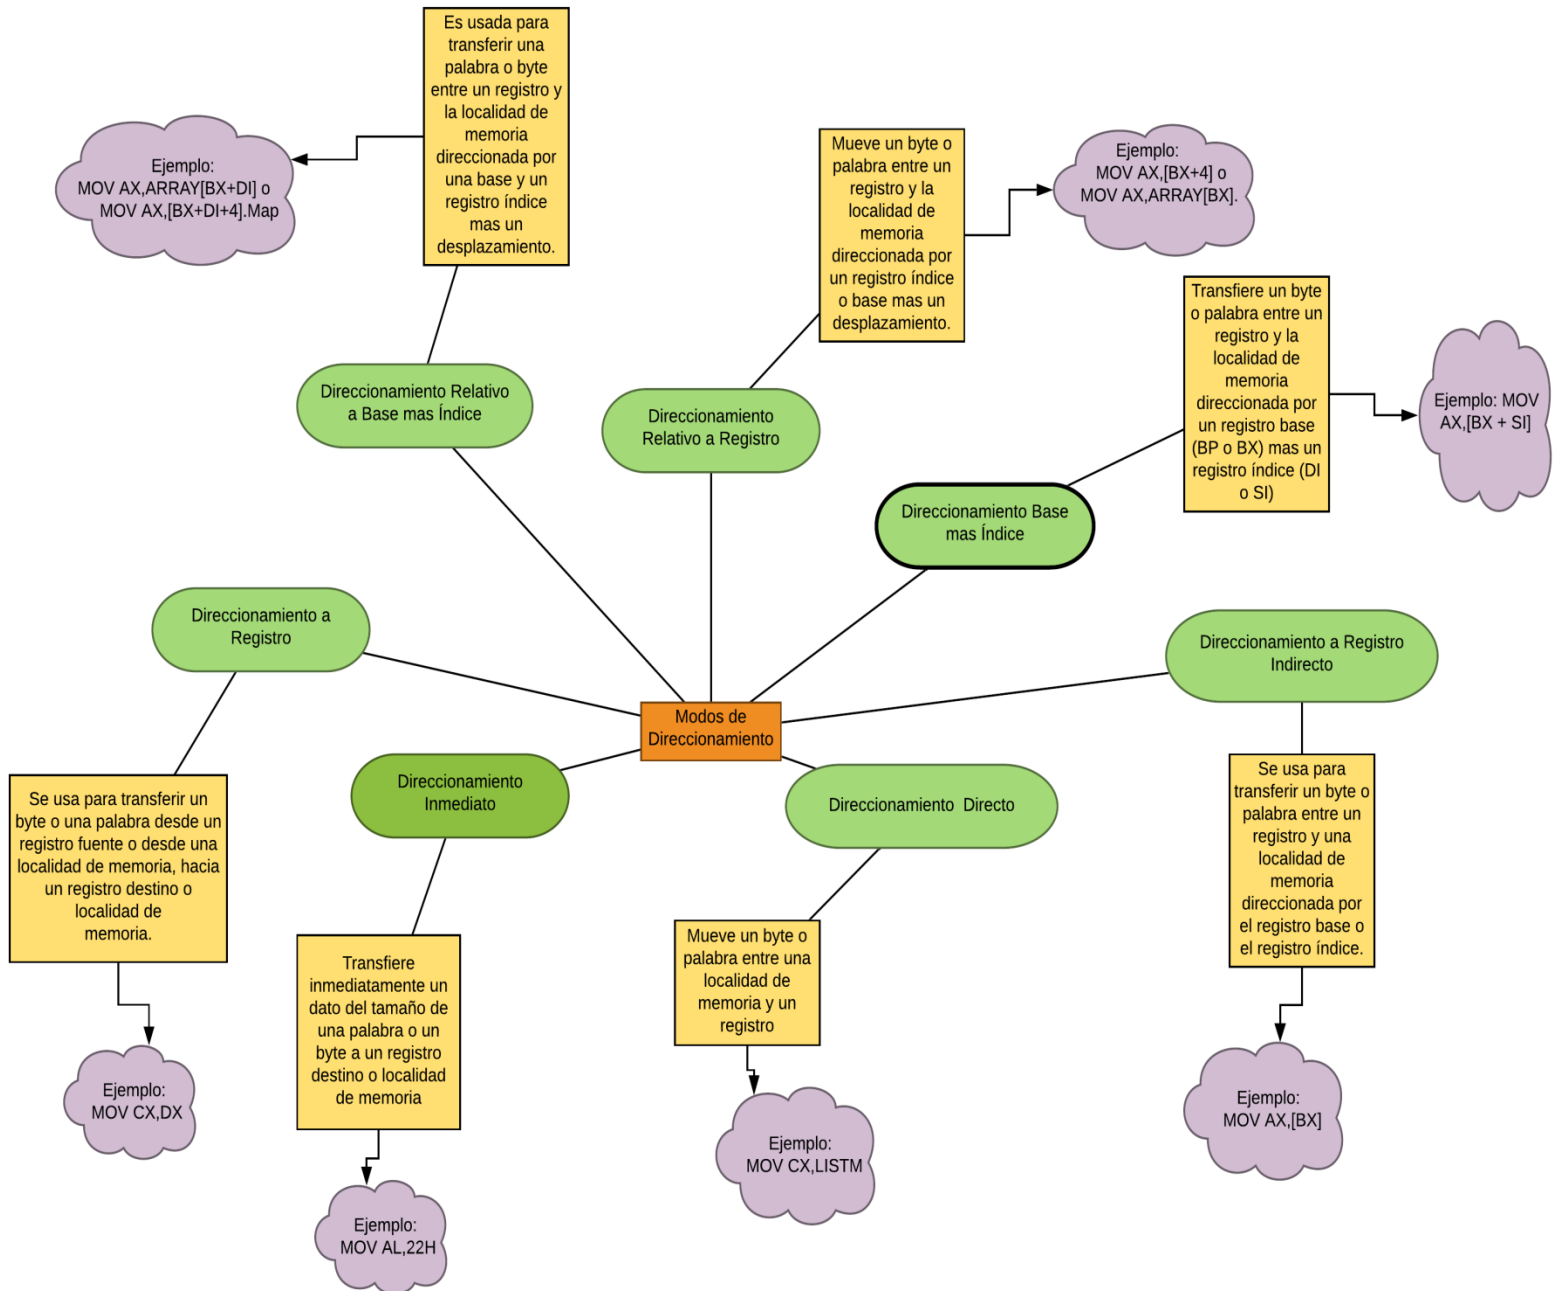 Es usada para
transferir una
palabra o byte
entre un registro y
la localidad de
memoria
direccionada por
una base y un
registro índice
mas un
desplazamiento.
Ejemplo:
MOV AX,ARRAY[BX+DI] o
MOV AX,[BX+DI+4].Map
Mueve un byte o
palabra entre un
registro y la
localidad de
memoria
direccionada por
un registro índice
o base mas un
desplazamiento.
Ejemplo:
MOV AX,[BX+4] o
MOV AX,ARRAY[BX].
Transfiere un byte
o palabra entre un
registro y la
localidad de
memoria
direccionada por
un registro base
(BP o BX) mas un
registro índice (DI
o SI)
Ejemplo: MOV
AX,[BX + SI]
Direccionamiento Relativo
a Base mas Índice
Direccionamiento
Relativo a Registro
Direccionamiento Base
mas Índice
Direccionamiento a
Registro
Direccionamiento a Registro
Indirecto
Modos de
Direccionamiento
Direccionamiento
Inmediato
Direccionamiento  Directo
Se usa para transferir un
byte o una palabra desde un
registro fuente o desde una
localidad de memoria, hacia
un registro destino o
localidad de
memoria.
Transfiere
inmediatamente un
dato del tamaño de
una palabra o un
byte a un registro
destino o localidad
de memoria
Mueve un byte o
palabra entre una
localidad de
memoria y un
registro
Se usa para
transferir un byte o
palabra entre un
registro y una
localidad de
memoria
direccionada por
el registro base o
el registro índice.
Ejemplo:
MOV CX,DX
Ejemplo:
MOV AL,22H
Ejemplo:
MOV CX,LISTM
Ejemplo:
MOV AX,[BX]